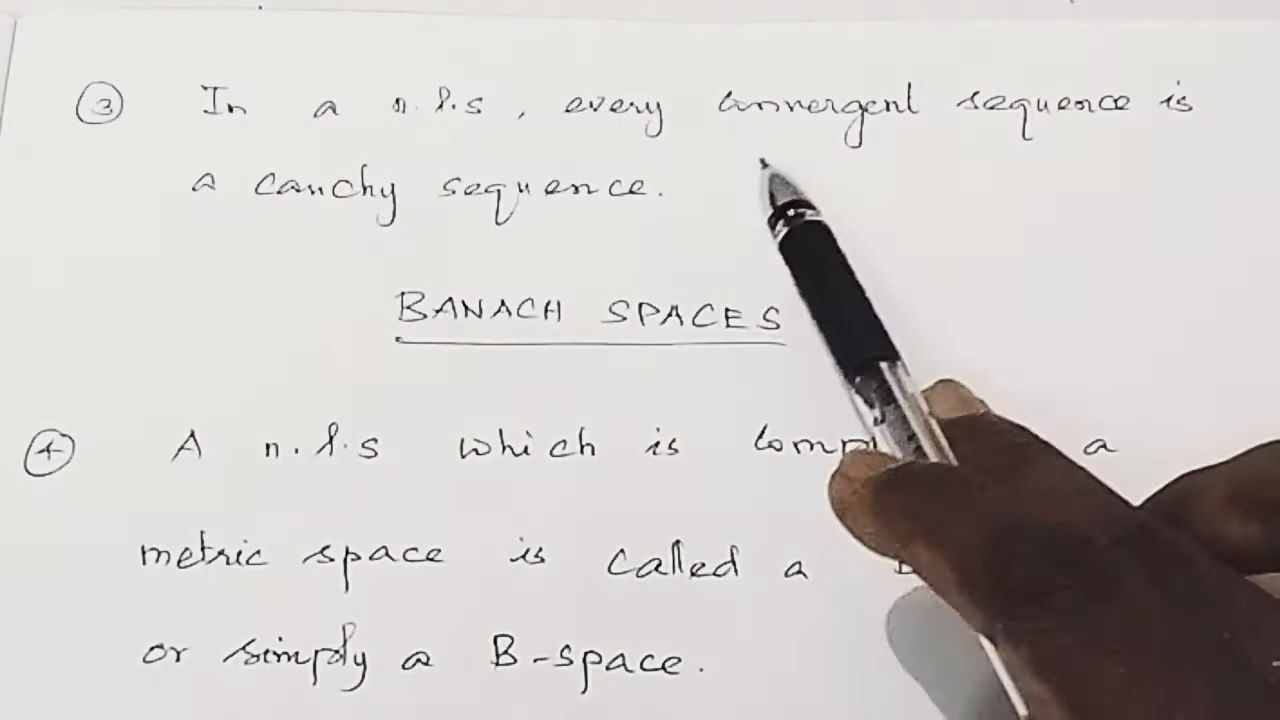 ③ In a n.l.s, every convergent sequence is
a cauchy sequence.
BANACH SPACES
④ A n.l.s which is comp a
metric space is called a
or simply a B-space.